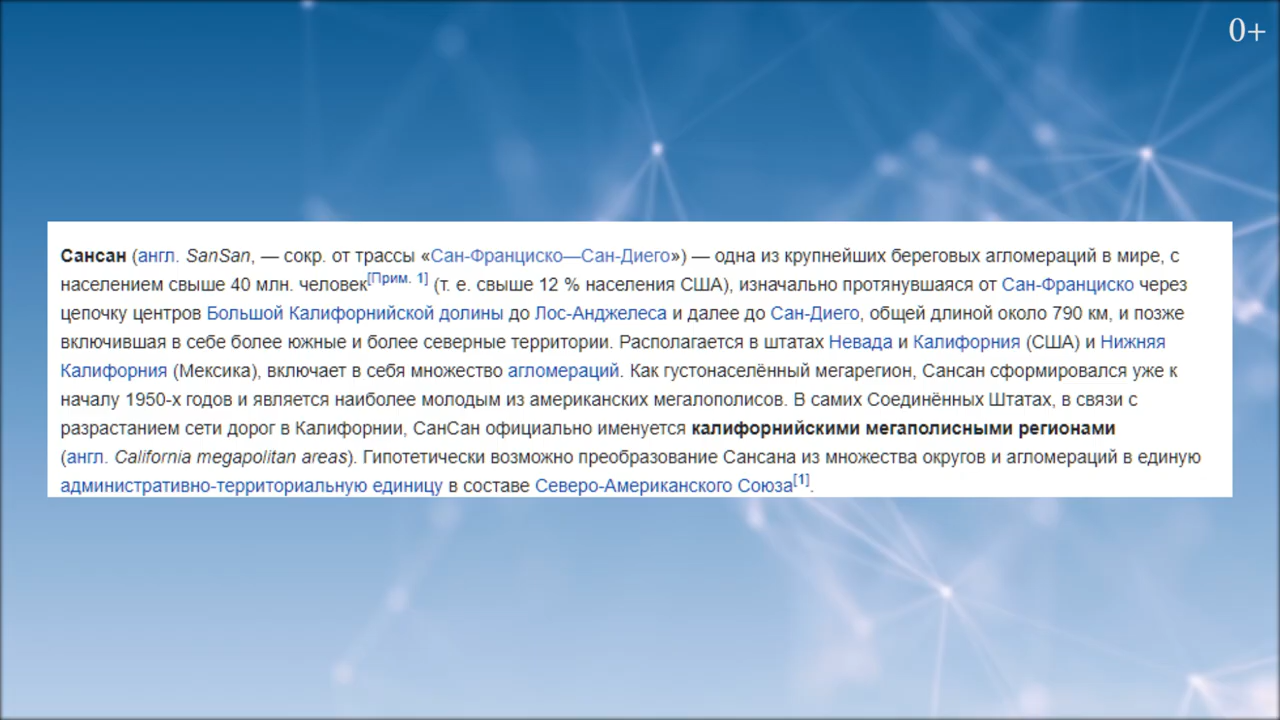 0+
Сансан (англ. SanSan, — сокр. от трассы «Сан-Франциско—Сан-Диего») — одна из крупнейших береговых агломераций в мире, с
населением свыше 40 млн. человек[Прим. 1] (т. е. свыше 12 % населения США), изначально протянувшаяся от Сан-Франциско через
цепочку центров Большой Калифорнийской долины до Лос-Анджелеса и далее до Сан-Диего, общей длиной около 790 км, и позже
включившая в себе более южные и более северные территории. Располагается в штатах Невада и Калифорния (США) и Нижняя
Калифорния (Мексика), включает в себя множество агломераций. Как густонаселённый мегарегион, Сансан сформировался уже к
началу 1950-х годов и является наиболее молодым из американских мегалополисов. В самих Соединённых Штатах, в связи с
разрастанием сети дорог в Калифорнии, СанСан официально именуется калифорнийскими мегаполисными регионами
(англ. California megapolitan areas). Гипотетически возможно преобразование Сансана из множества округов и агломераций в единую
административно-территориальную единицу в составе Северо-Американского Союза[1].